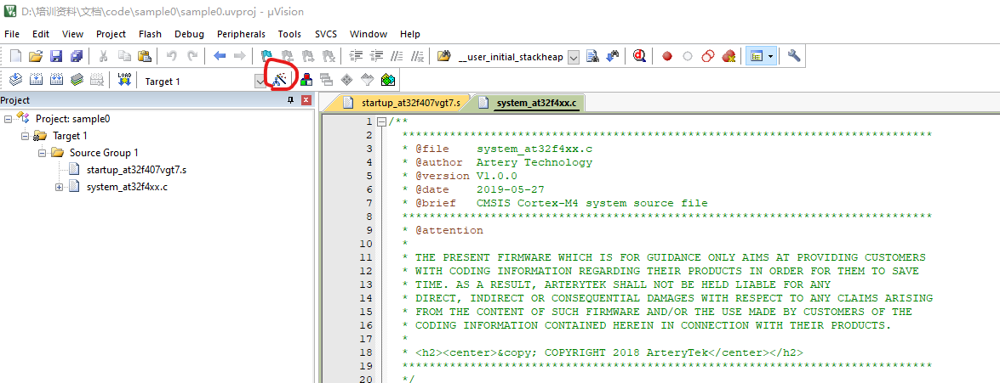 D:\培训资料\文档\code\sample0\sample0.uvproj - µVision
File Edit View Project Flash Debug Peripherals Tools SVCS Window Help
__user_initial_stackheap
LOAD
Target 1
Project
startup_at32f407vgt7.s
system_at32f4xx.c
Project: sample0
Target 1
Source Group 1
startup_at32f407vgt7.s
system_at32f4xx.c
1 /**
2 *******************************************************************************
3 * @file    system_at32f4xx.c
4 * @author  Artery Technology
5 * @version V1.0.0
6 * @date    2019-05-27
7 * @brief   CMSIS Cortex-M4 system source file
8 *******************************************************************************
9 * @attention
10 *
11 * THE PRESENT FIRMWARE WHICH IS FOR GUIDANCE ONLY AIMS AT PROVIDING CUSTOMERS
12 * WITH CODING INFORMATION REGARDING THEIR PRODUCTS IN ORDER FOR THEM TO SAVE
13 * TIME. AS A RESULT, ARTERYTEK SHALL NOT BE HELD LIABLE FOR ANY
14 * DIRECT, INDIRECT OR CONSEQUENTIAL DAMAGES WITH RESPECT TO ANY CLAIMS ARISING
15 * FROM THE CONTENT OF SUCH FIRMWARE AND/OR THE USE MADE BY CUSTOMERS OF THE
16 * CODING INFORMATION CONTAINED HEREIN IN CONNECTION WITH THEIR PRODUCTS.
17 *
18 * <h2><center>&copy; COPYRIGHT 2018 ArteryTek</center></h2>
19 *******************************************************************************
20 */